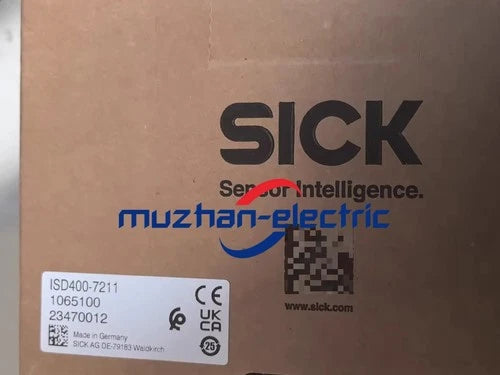 SICK
Sensor Intelligence.
muzhan-electric
www.sick.com
ISD400-7211
1065100
23470012
CE
UK
CA
25
Made in Germany
SICK AG DE-79183 Waldkirch